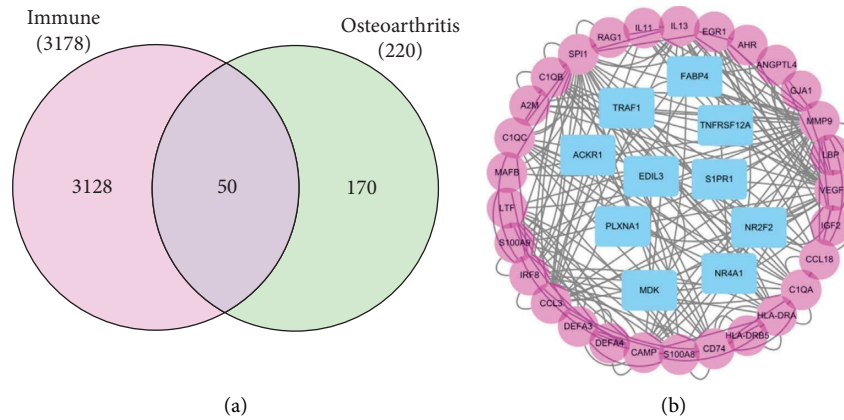 Immune
(3178)
Osteoarthritis
(220)
3128
50
170
(a)
IL13
IL11
EGR1
RAG1
AHR
SPI1
ANGPTL4
FABP4
C1QB
GJA1
TRAF1
A2M
MMP9
TNFRSF12A
C1QC
LBP
ACKR1
MAFB
EDIL3
S1PR1
VEGF
LTF
IGF2
PLXNA1
NR2F2
S100A9
CCL18
IRF8
NR4A1
C1QA
MDK
CCL3
HLA-DRA
DEFA3
HLA-DRB5
DEFA4
CAMP
S100A8
CD74
(b)